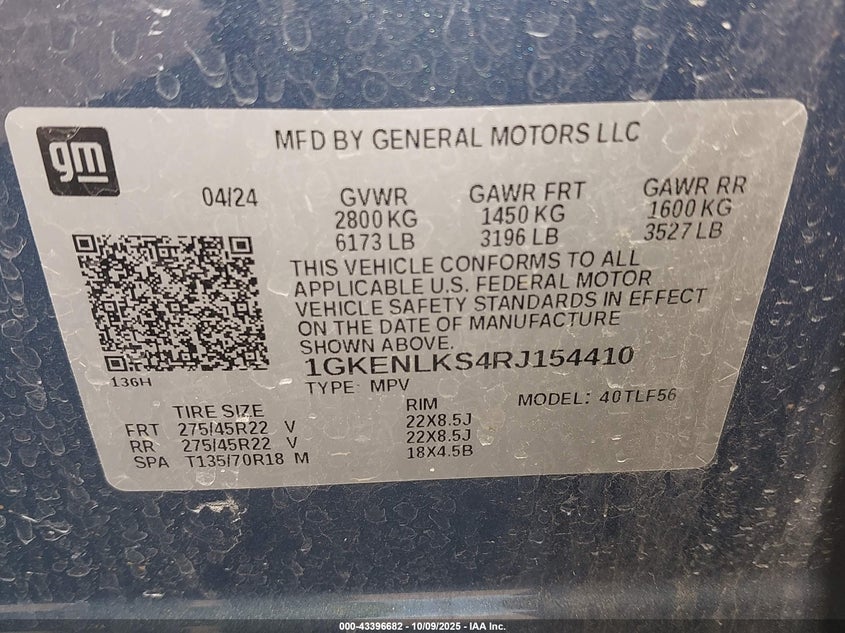 gm
MFD BY GENERAL MOTORS LLC
04/24 GVWR GAWR FRT GAWR RR
2800 KG 1450 KG 1600 KG
6173 LB 3196 LB 3527 LB
THIS VEHICLE CONFORMS TO ALL
APPLICABLE U.S. FEDERAL MOTOR
VEHICLE SAFETY STANDARDS IN EFFECT
ON THE DATE OF MANUFACTURE
SHOWN ABOVE.
1GKENLKS4RJ154410
136H
TYPE: MPV
MODEL: 40TLF56
TIRE SIZE RIM
FRT 275/45R22 V 22X8.5J
RR 275/45R22 V 22X8.5J
SPA T135/70R18 M 18X4.5B
000-43396682 - 10/09/2025 - IAA Inc.